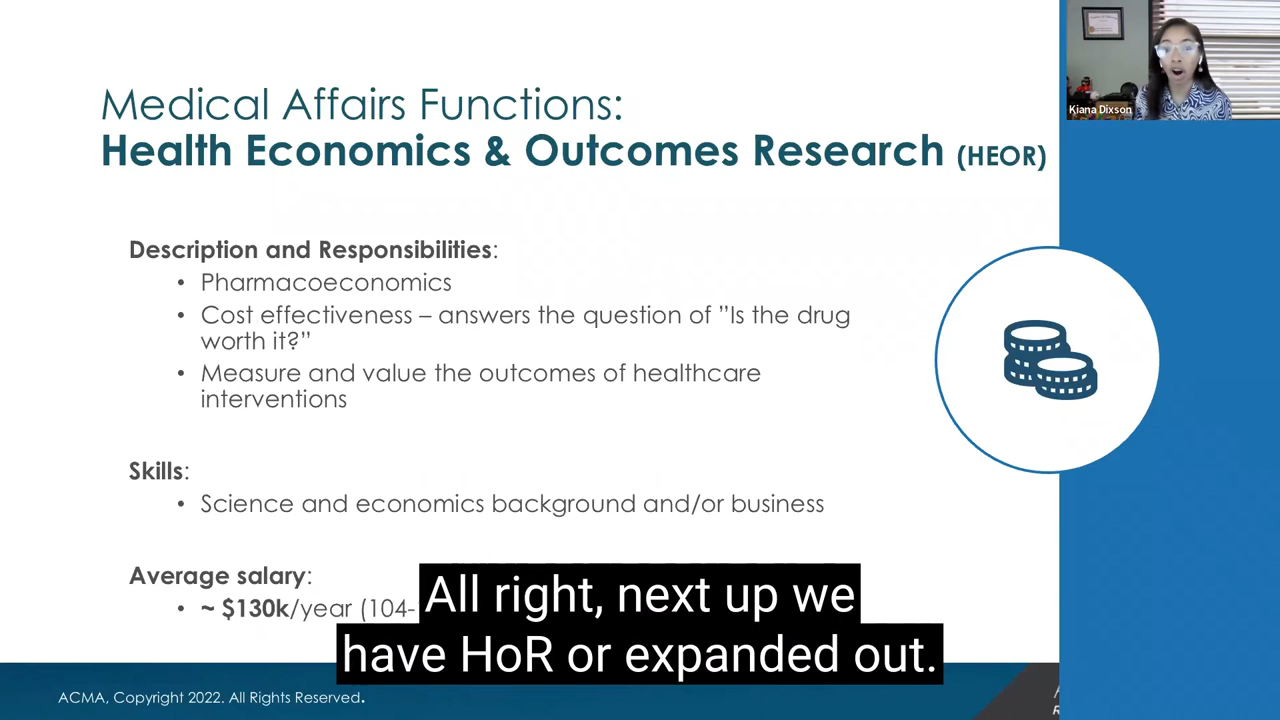 Medical Affairs Functions:
Health Economics & Outcomes Research (HEOR)
Kiana Dixson
Description and Responsibilities:
• Pharmacoeconomics
• Cost effectiveness – answers the question of ”Is the drug
worth it?”
• Measure and value the outcomes of healthcare
interventions
Skills:
• Science and economics background and/or business
Average salary:
• ~ $130k/year (104-
All right, next up we
have HoR or expanded out.
ACMA, Copyright 2022. All Rights Reserved.